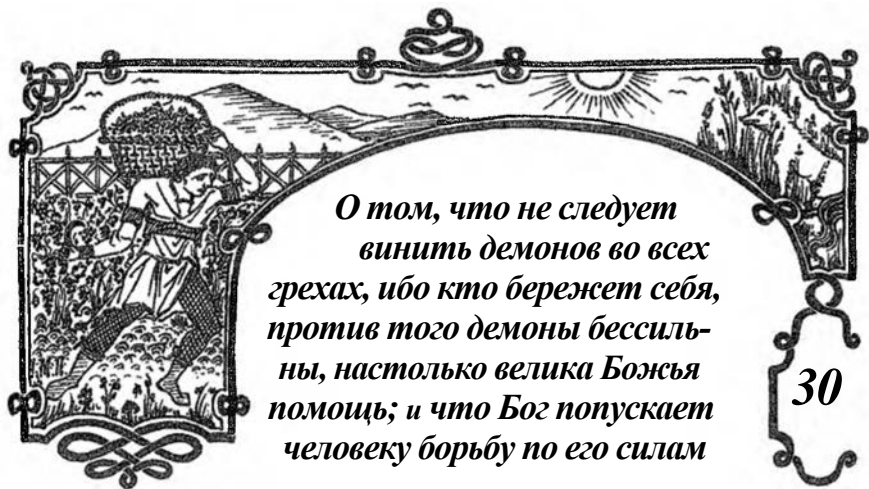 О том, что не следует
винить демонов во всех
грехах, ибо кто бережет себя,
против того демоны бессиль-
ны, настолько велика Божья
помощь; и что Бог попускает
человеку борьбу по его силам
30